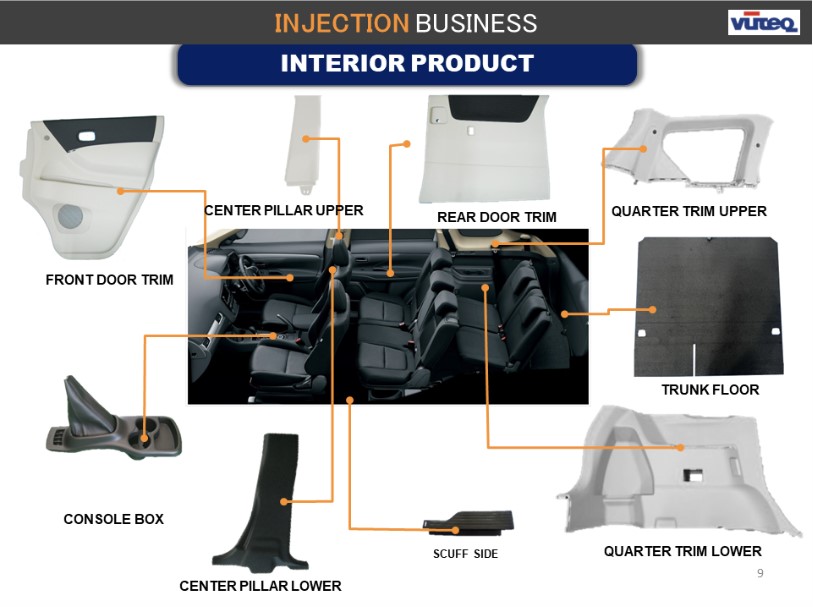 INJECTION BUSINESS
VUTEQ
INTERIOR PRODUCT
CENTER PILLAR UPPER
REAR DOOR TRIM
QUARTER TRIM UPPER
FRONT DOOR TRIM
TRUNK FLOOR
CONSOLE BOX
SCUFF SIDE
QUARTER TRIM LOWER
CENTER PILLAR LOWER
9